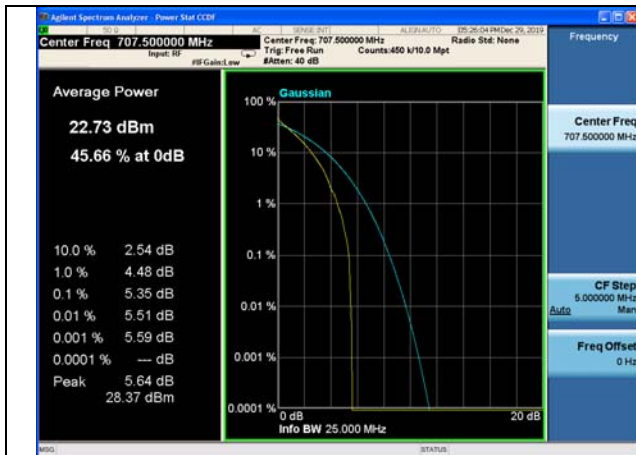 Agilent Spectrum Analyzer - Power Stat CCDF
50 Ω AC SENSE:INT ALIGN AUTO 05:26:04 PM Dec 29, 2019
Center Freq 707.500000 MHz
Input: RF
#IFGain:Low
Center Freq: 707.500000 MHz
Trig: Free Run Counts:450 k/10.0 Mpt
#Atten: 40 dB
Radio Std: None
Frequency
Average Power
22.73 dBm
45.66 % at 0dB
10.0 % 2.54 dB
1.0 % 4.48 dB
0.1 % 5.35 dB
0.01 % 5.51 dB
0.001 % 5.59 dB
0.0001 % --- dB
Peak 5.64 dB
28.37 dBm
Gaussian
100 %
10 %
1 %
0.1 %
0.01 %
0.001 %
0.0001 %
0 dB 20 dB
Info BW 25.000 MHz
Center Freq
707.500000 MHz
CF Step
5.000000 MHz
Auto Man
Freq Offset
0 Hz
MSG STATUS